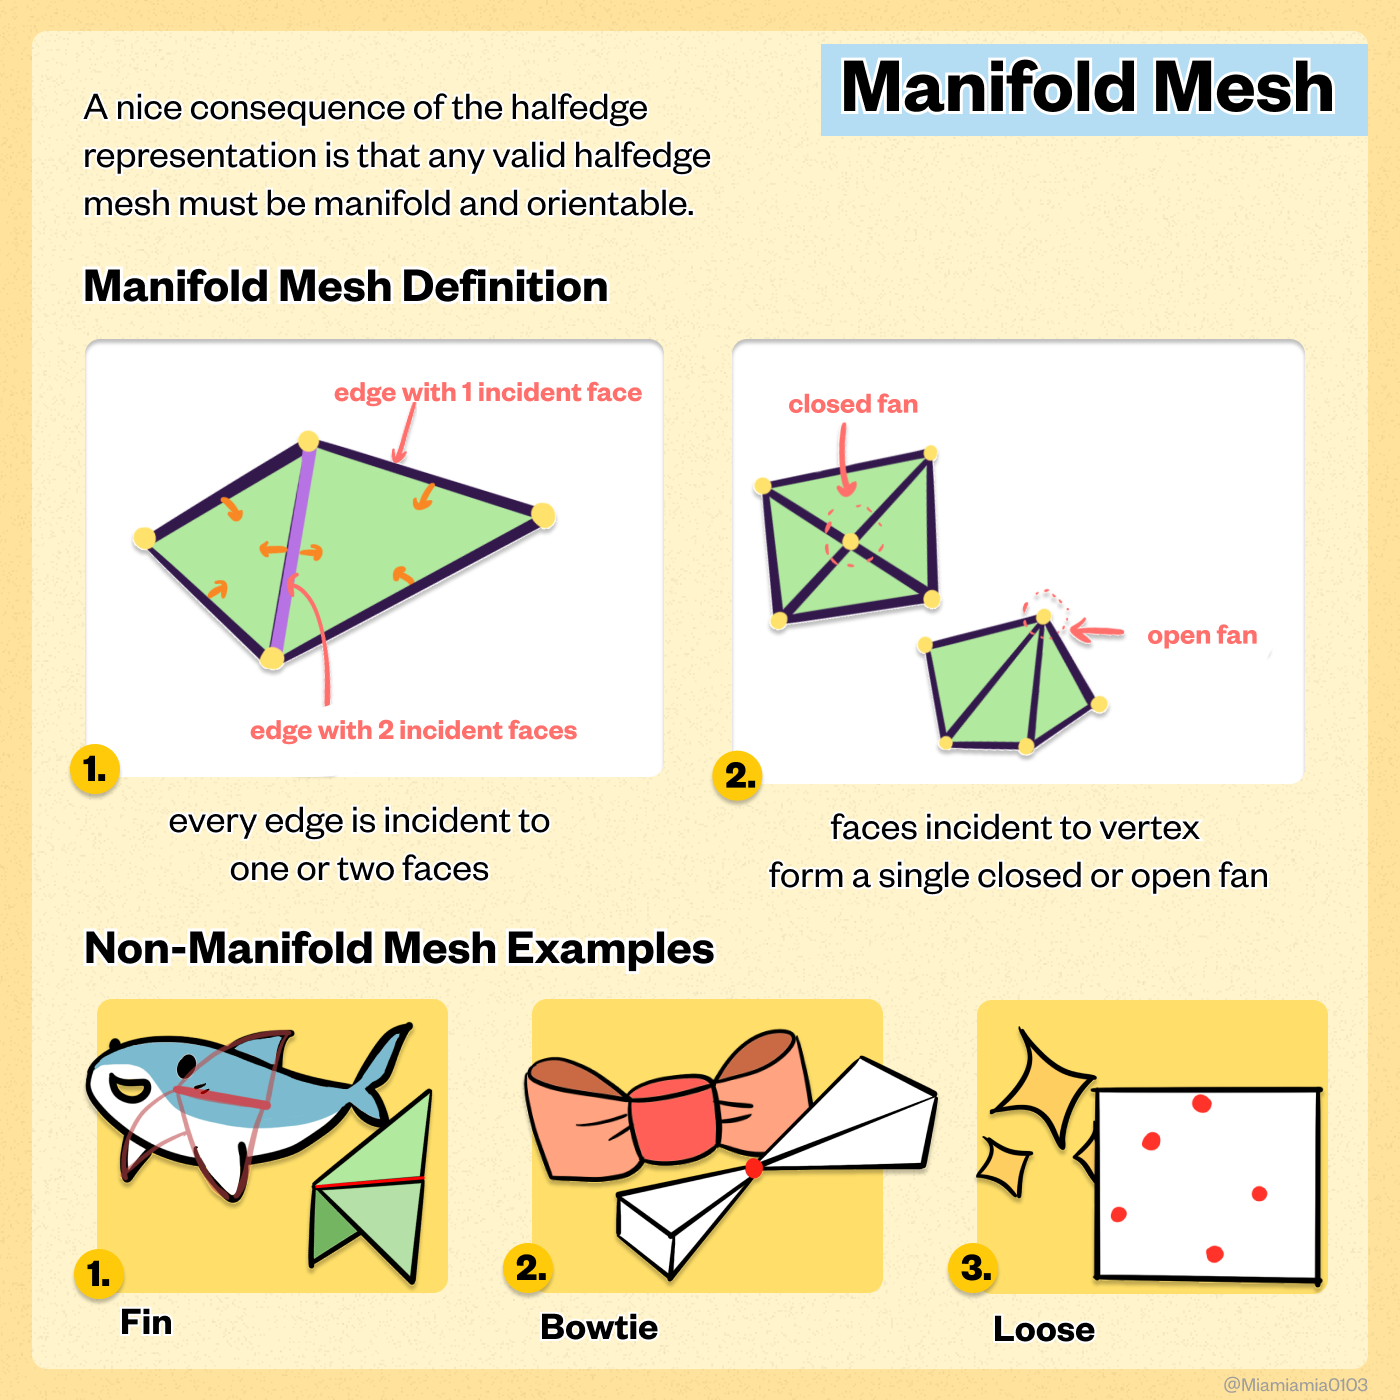 Manifold Mesh
A nice consequence of the halfedge
representation is that any valid halfedge
mesh must be manifold and orientable.
Manifold Mesh Definition
edge with 1 incident face
edge with 2 incident faces
1.
every edge is incident to
one or two faces
closed fan
open fan
2.
faces incident to vertex
form a single closed or open fan
Non-Manifold Mesh Examples
1.
Fin
2.
Bowtie
3.
Loose
@Miamiamia0103